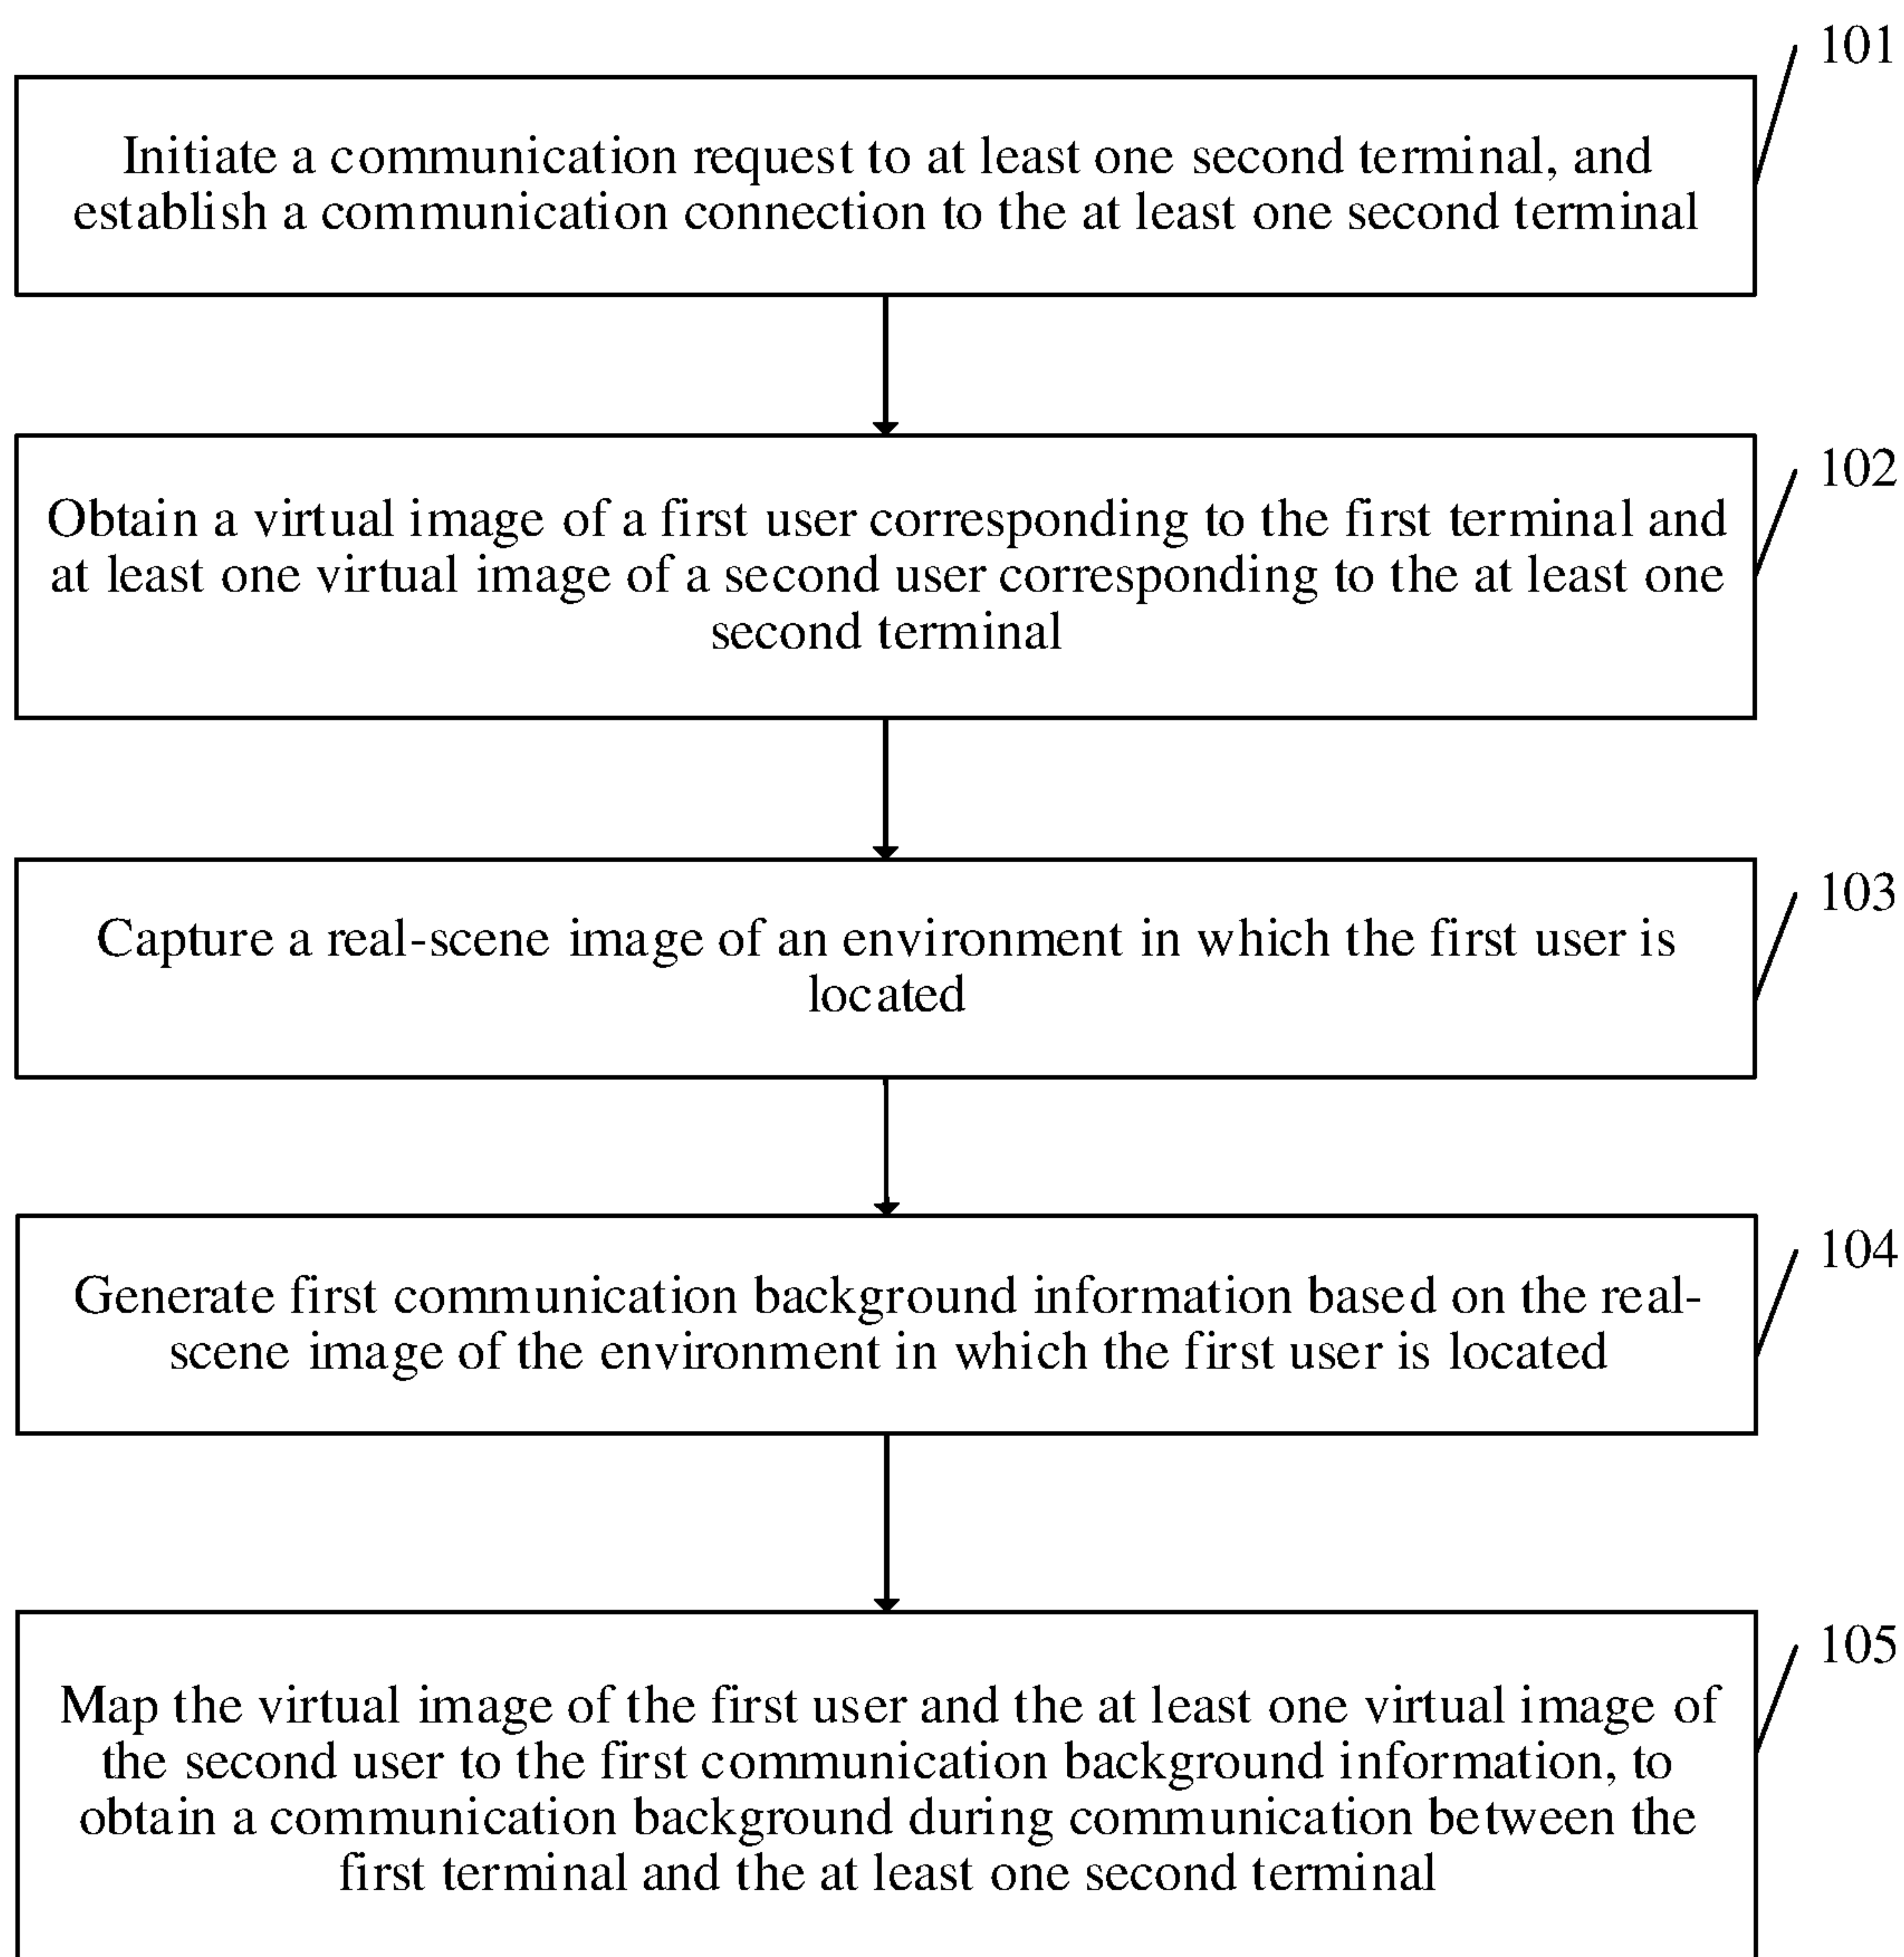 101
Initiate a communication request to at least one second terminal, and
establish a communication connection to the at least one second terminal
102
Obtain a virtual image of a first user corresponding to the first terminal and
at least one virtual image of a second user corresponding to the at least one
second terminal
103
Capture a real-scene image of an environment in which the first user is
located
104
Generate first communication background information based on the real-
scene image of the environment in which the first user is located
105
Map the virtual image of the first user and the at least one virtual image of
the second user to the first communication background information, to
obtain a communication background during communication between the
first terminal and the at least one second terminal